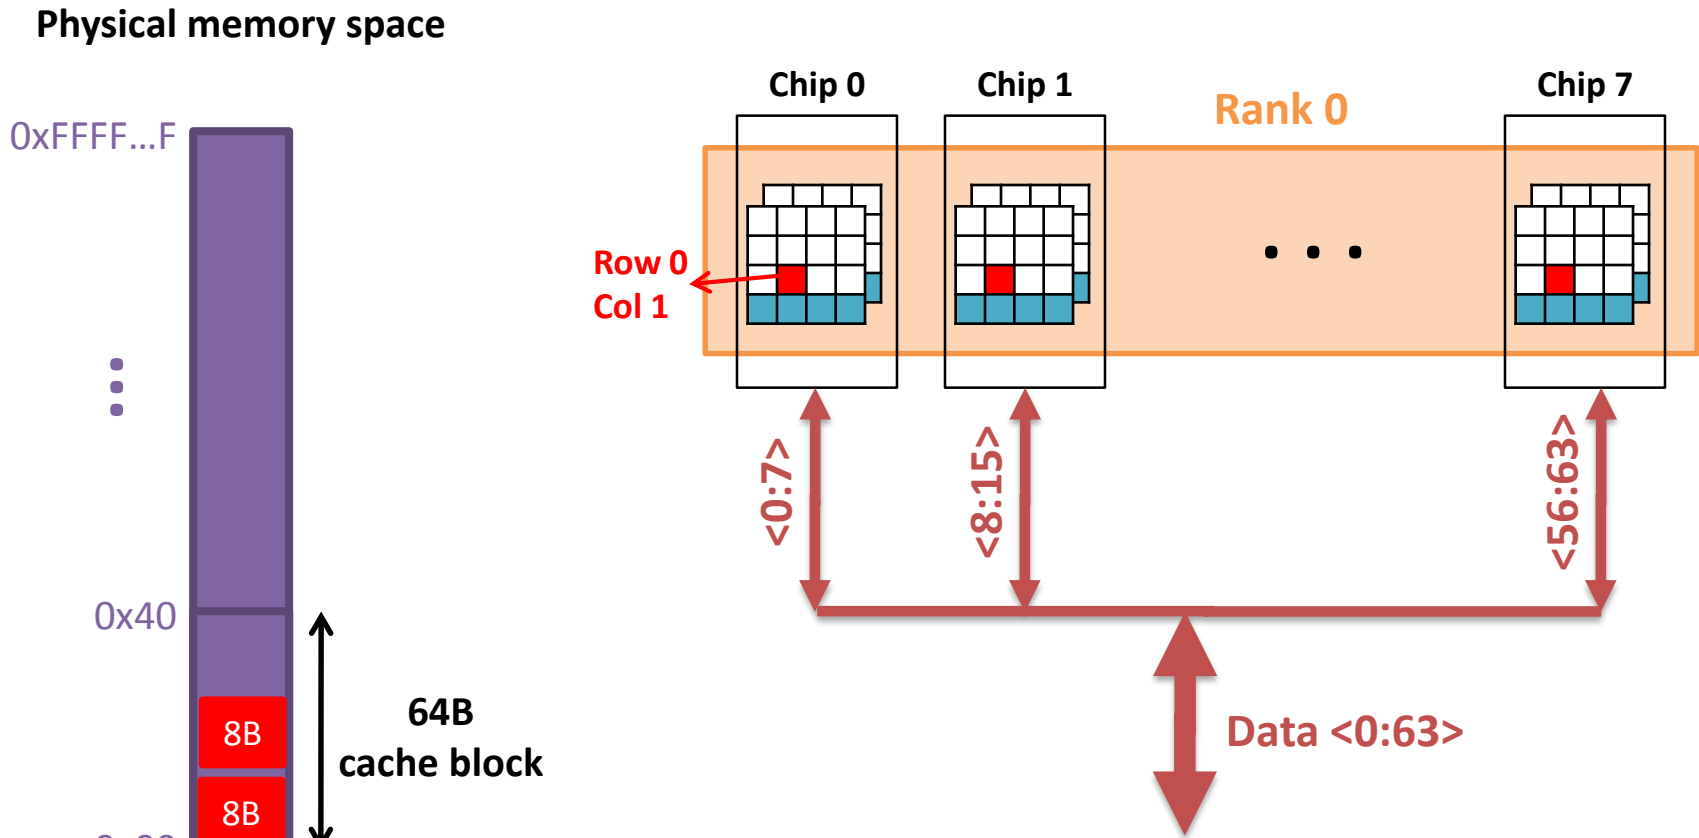 Physical memory space
Chip 0
Chip 1
Chip 7
Rank 0
0xFFFF...F
Row 0
Col 1
<0:7>
<8:15>
<56:63>
0x40
64B
cache block
8B
8B
Data <0:63>